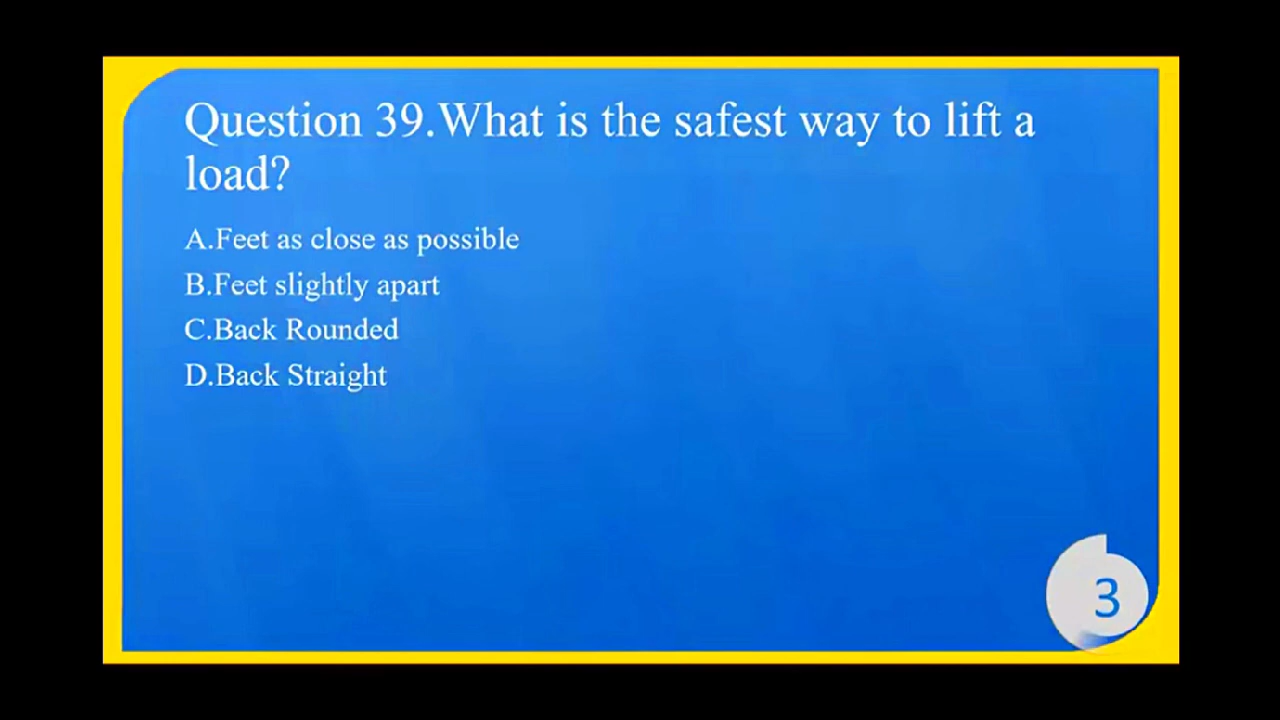 Question 39.What is the safest way to lift a
load?
A.Feet as close as possible
B.Feet slightly apart
C.Back Rounded
D.Back Straight
3